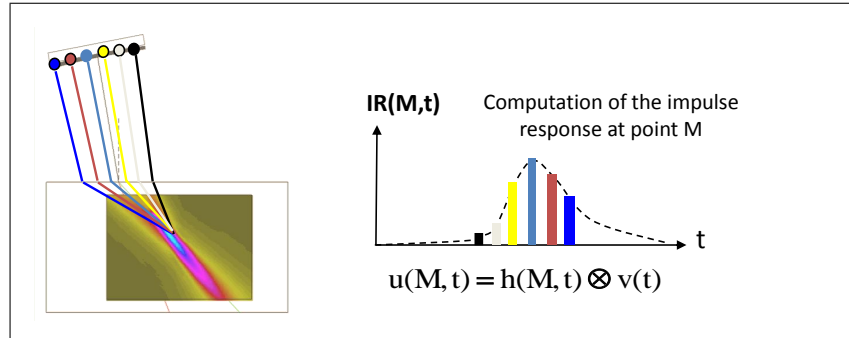 IR(M,t)
Computation of the impulse
response at point M
t
u(M, t) = h(M, t) ⊗ v(t)